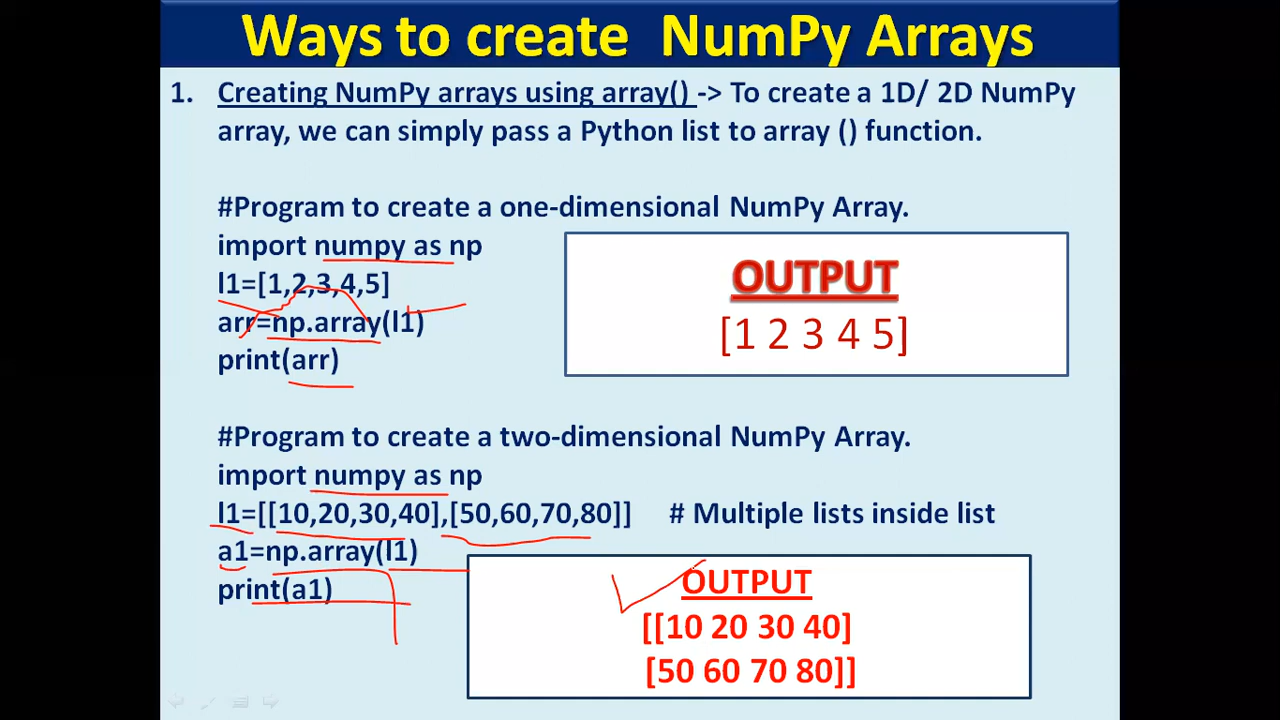 Ways to create NumPy Arrays
1. Creating NumPy arrays using array() -> To create a 1D/ 2D NumPy
array, we can simply pass a Python list to array () function.
#Program to create a one-dimensional NumPy Array.
import numpy as np
l1=[1,2,3,4,5]
arr=np.array(l1)
print(arr)
OUTPUT
[1 2 3 4 5]
#Program to create a two-dimensional NumPy Array.
import numpy as np
l1=[[10,20,30,40],[50,60,70,80]] # Multiple lists inside list
a1=np.array(l1)
print(a1)
OUTPUT
[[10 20 30 40]
[50 60 70 80]]